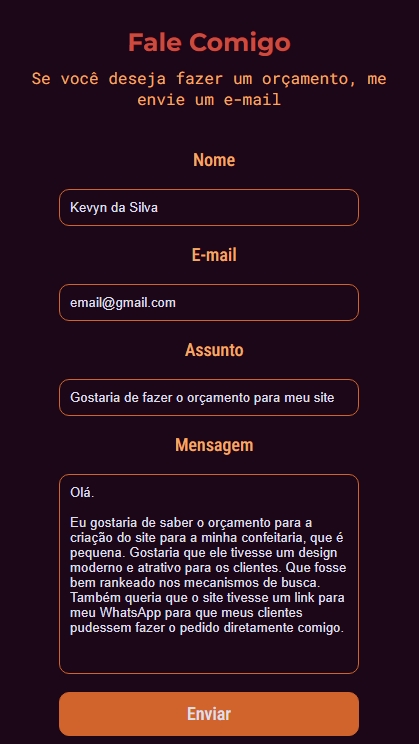 Fale Comigo
Se você deseja fazer um orçamento, me
envie um e-mail
Nome
Kevyn da Silva
E-mail
email@gmail.com
Assunto
Gostaria de fazer o orçamento para meu site
Mensagem
Olá.
Eu gostaria de saber o orçamento para a
criação do site para a minha confeitaria, que é
pequena. Gostaria que ele tivesse um design
moderno e atrativo para os clientes. Que fosse
bem rankeado nos mecanismos de busca.
Também queria que o site tivesse um link para
meu WhatsApp para que meus clientes
pudessem fazer o pedido diretamente comigo.
Enviar